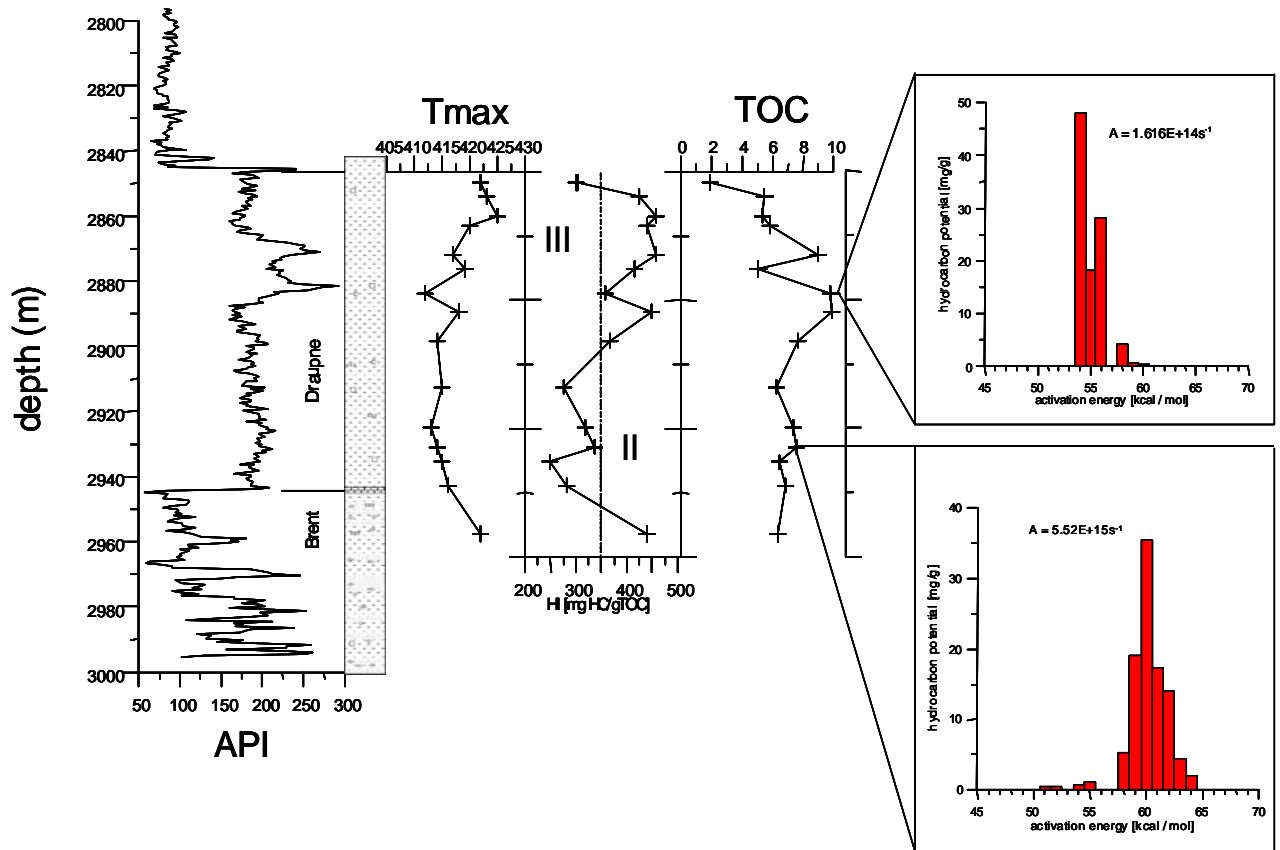 depth (m)
2800
2820
2840
2860
2880
2900
2920
2940
2960
2980
3000
50 100 150 200 250 300
API
Draupne
Brent
Tmax
405 410 415 420 425 430
III
II
200 300 400 500
HI [mg HC/gTOC]
TOC
0 2 4 6 8 10
50
40
30
20
10
0
hydrocarbon potential [mg/g]
A = 1.616E+14s-1
45 50 55 60 65 70
activation energy [kcal / mol]
40
30
20
10
0
hydrocarbon potential [mg/g]
A = 5.52E+15s-1
45 50 55 60 65 70
activation energy [kcal / mol]